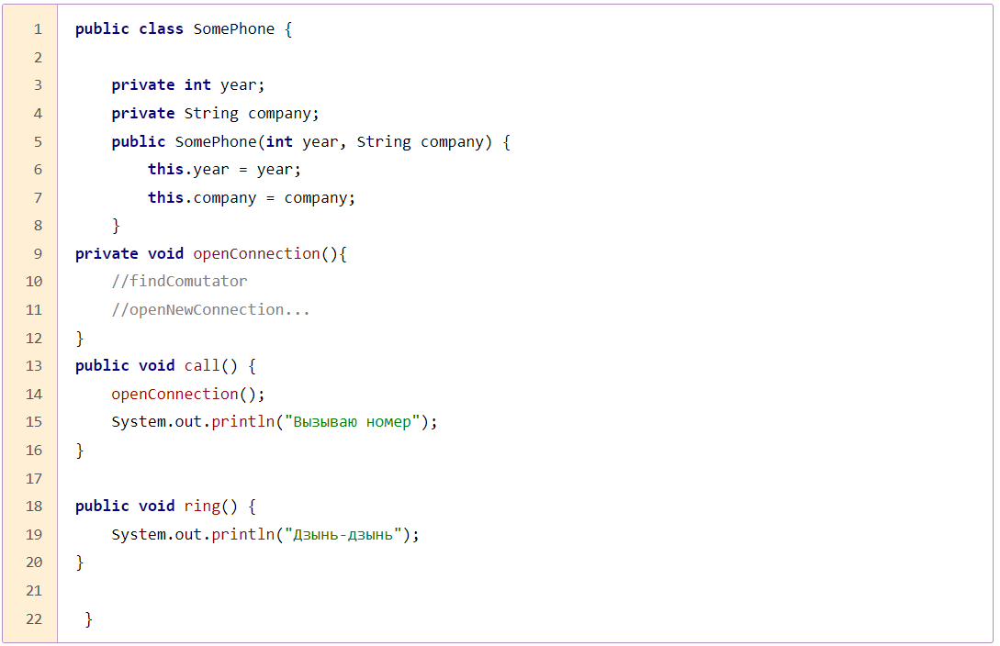 1 public class SomePhone {
2
3 private int year;
4 private String company;
5 public SomePhone(int year, String company) {
6 this.year = year;
7 this.company = company;
8 }
9 private void openConnection(){
10 //findComutator
11 //openNewConnection...
12 }
13 public void call() {
14 openConnection();
15 System.out.println("Вызываю номер");
16 }
17
18 public void ring() {
19 System.out.println("Дзынь-дзынь");
20 }
21
22 }